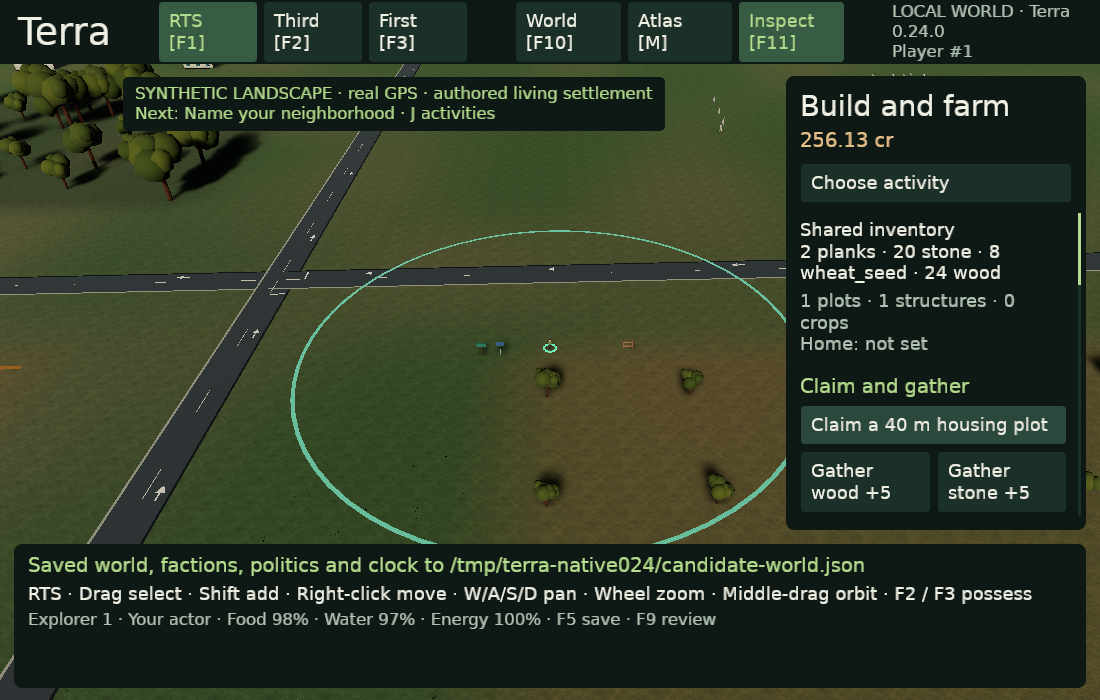 Terra
RTS
[F1]
Third
[F2]
First
[F3]
World
[F10]
Atlas
[M]
Inspect
[F11]
LOCAL WORLD · Terra
0.24.0
Player #1
SYNTHETIC LANDSCAPE · real GPS · authored living settlement
Next: Name your neighborhood · J activities
Build and farm
256.13 cr
Choose activity
Shared inventory
2 planks · 20 stone · 8
wheat_seed · 24 wood
1 plots · 1 structures · 0
crops
Home: not set
Claim and gather
Claim a 40 m housing plot
Gather
wood +5
Gather
stone +5
Saved world, factions, politics and clock to /tmp/terra-native024/candidate-world.json
RTS · Drag select · Shift add · Right-click move · W/A/S/D pan · Wheel zoom · Middle-drag orbit · F2 / F3 possess
Explorer 1 · Your actor · Food 98% · Water 97% · Energy 100% · F5 save · F9 review